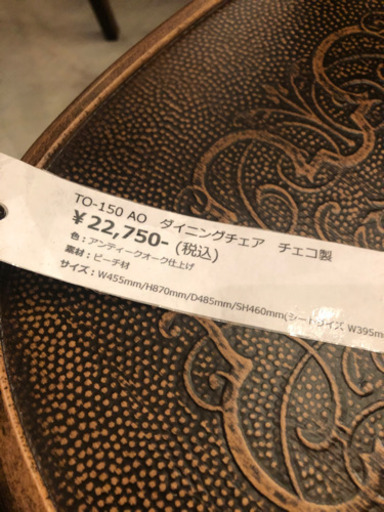 TO-150 AO ダイニングチェア チェコ製
¥22,750-(税込)
色：アンティークオーク仕上げ
素材：ビーチ材
サイズ：W455mm/H870mm/D485mm/SH460mm(シートサイズ W395m